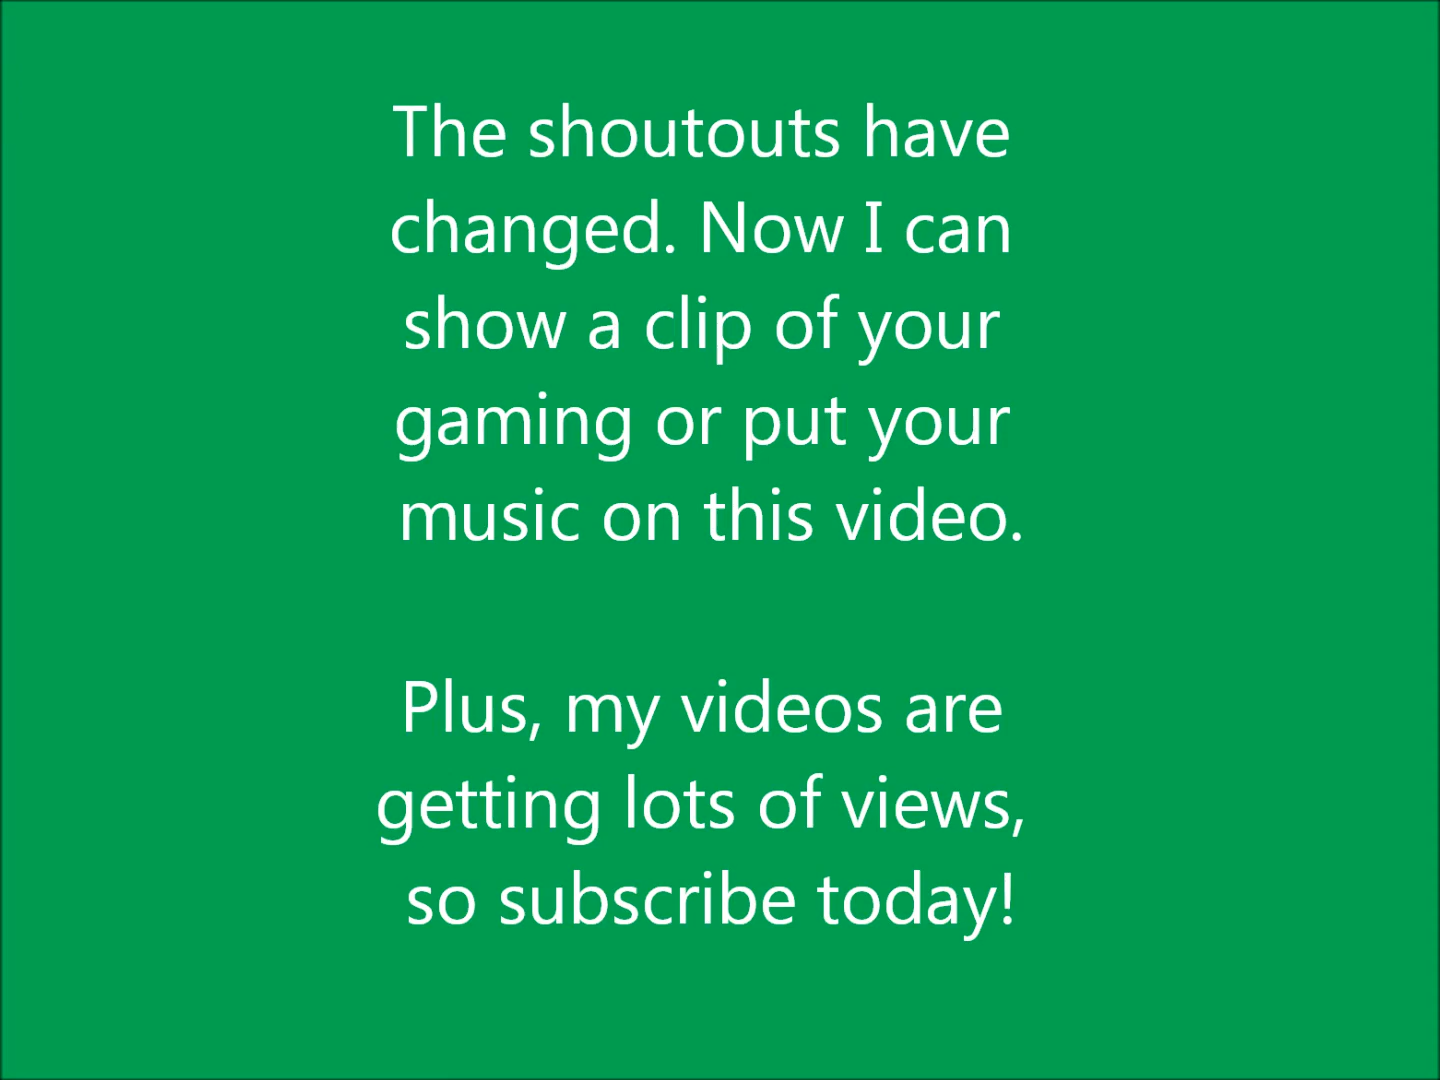 The shoutouts have
changed. Now I can
show a clip of your
gaming or put your
music on this video.
Plus, my videos are
getting lots of views,
so subscribe today!